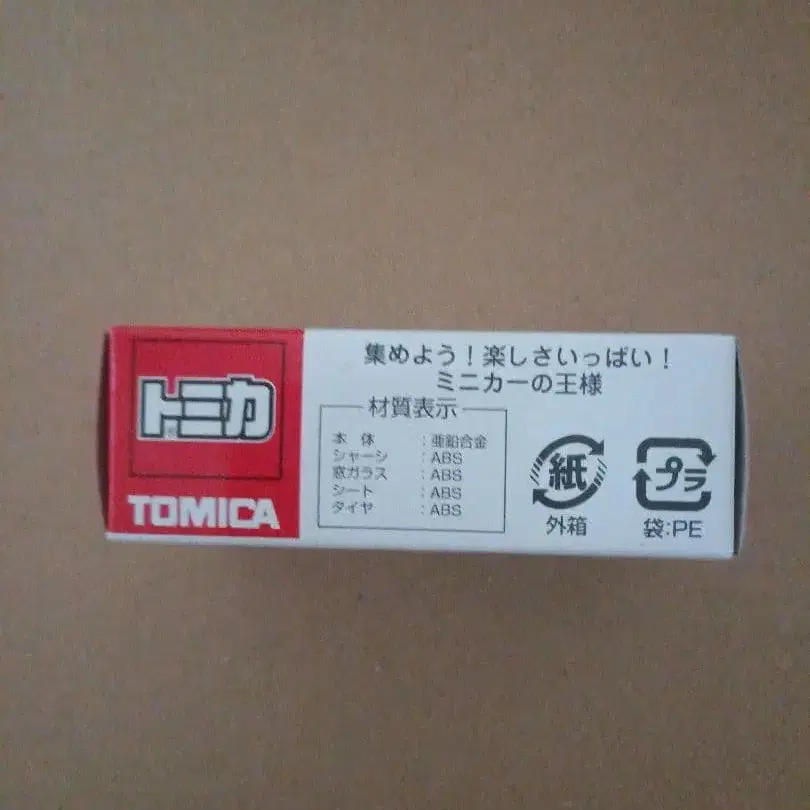 トミカ
TOMICA
集めよう!楽しさいっぱい!
ミニカーの王様
材質表示
本体 :亜鉛合金
シャーシ :ABS
窓ガラス :ABS
シート :ABS
タイヤ :ABS
紙
外箱
プラ
袋:PE